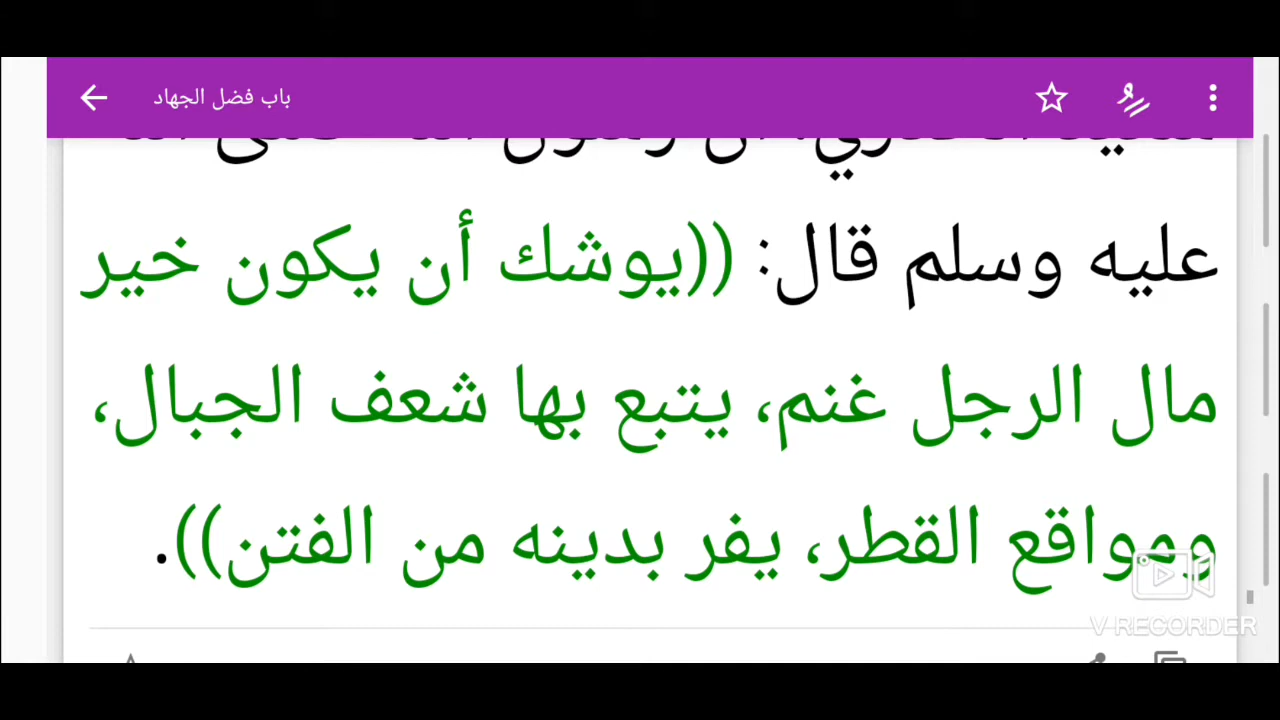 باب فضل الجهاد
عليه وسلم قال: ((يوشك أن يكون خير
مال الرجل غنم، يتبع بها شعف الجبال،
ومواقع القطر، يفر بدينه من الفتن)).
V RECORDER